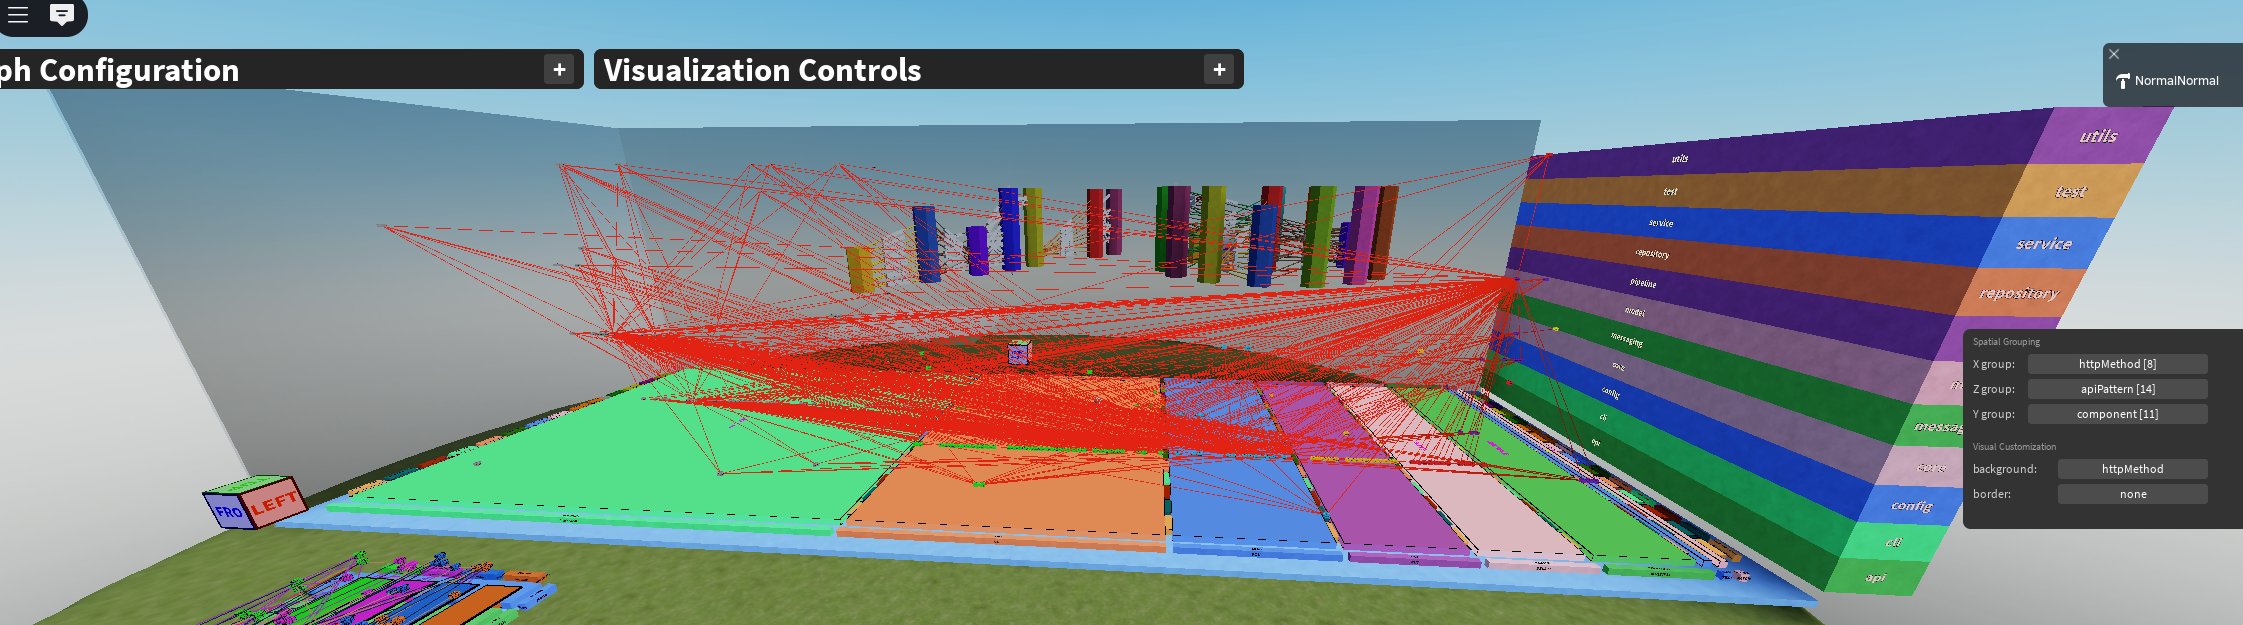 ph Configuration
+
Visualization Controls
+
NormalNormal
utils
test
service
repository
utils
test
service
repository
pipeline
model
messaging
core
config
cli
api
core
config
cli
api
FRO
LEFT
Spatial Grouping
X group:
httpMethod [8]
Z group:
apiPattern [14]
Y group:
component [11]
Visual Customization
background:
httpMethod
border:
none